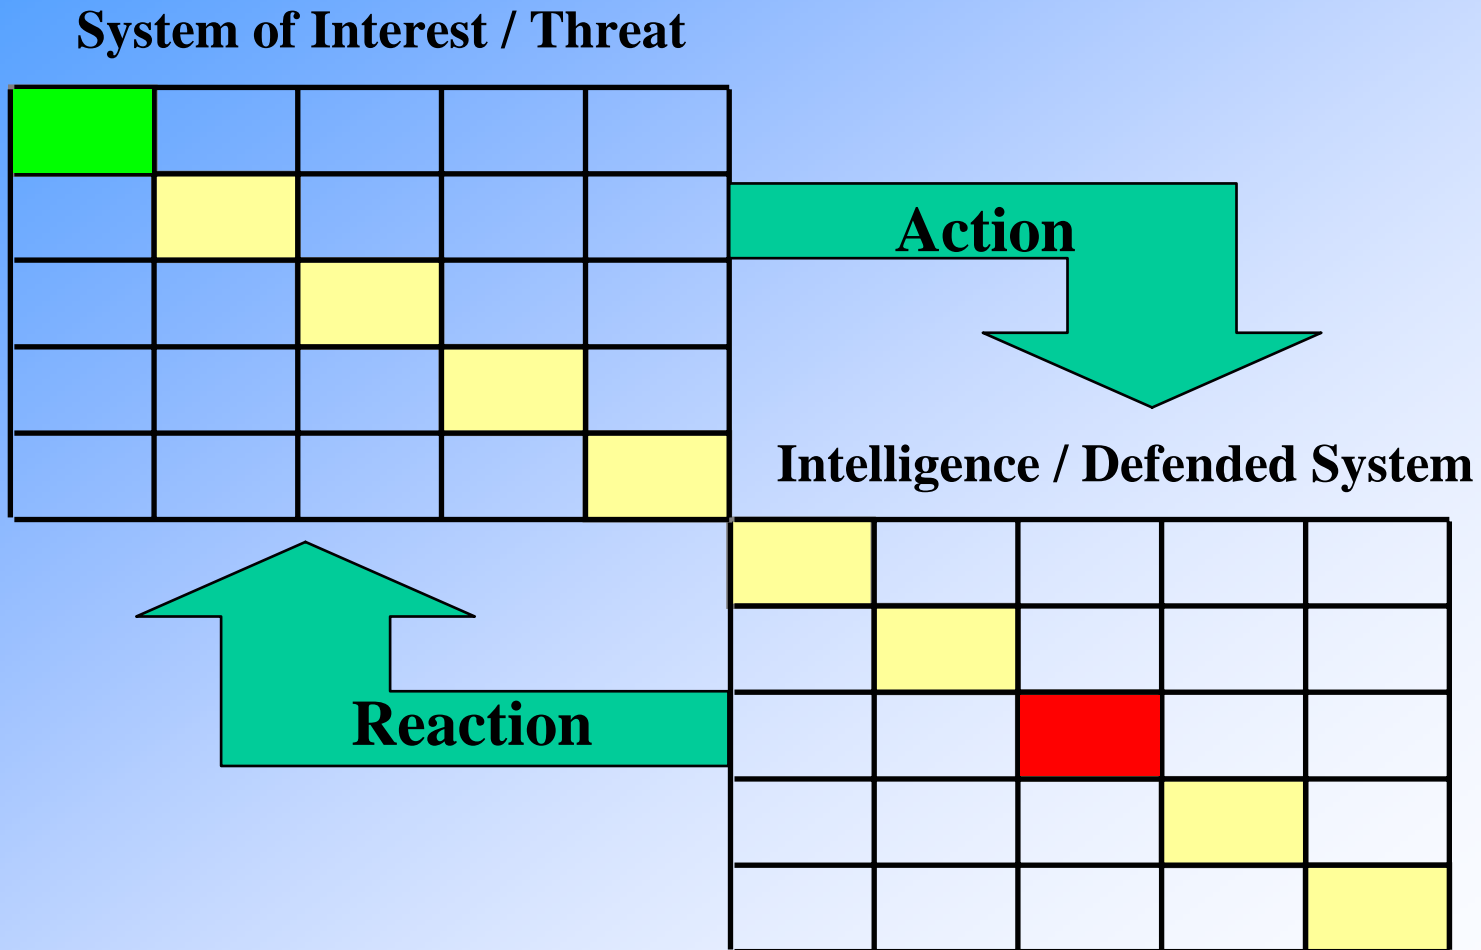 System of Interest / Threat
Action
Intelligence / Defended System
Reaction